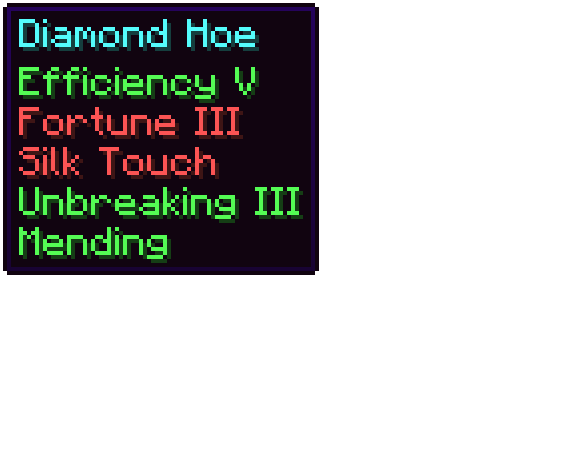 Diamond Hoe
Efficiency V
Fortune III
Silk Touch
Unbreaking III
Mending